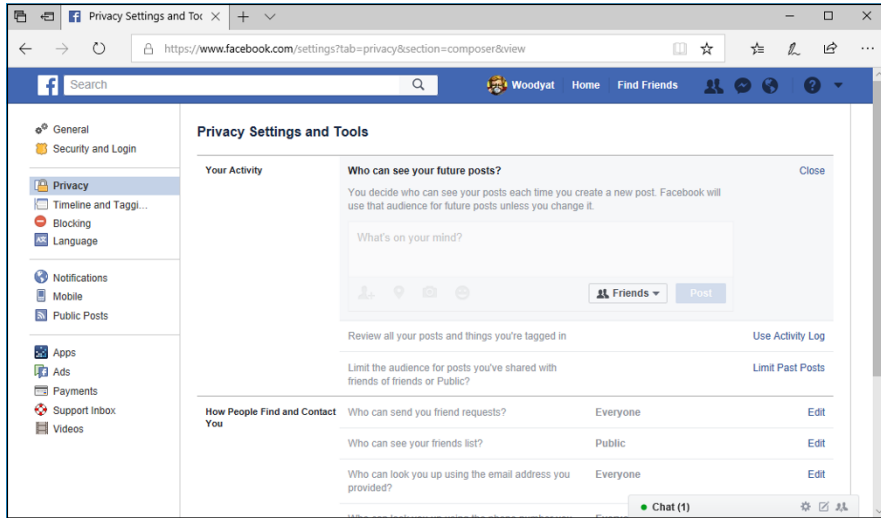 Privacy Settings and Toc
https://www.facebook.com/settings?tab=privacy&section=composer&view
Search
Woodyat Home Find Friends
General
Security and Login
Privacy
Timeline and Taggi...
Blocking
Language
Notifications
Mobile
Public Posts
Apps
Ads
Payments
Support Inbox
Videos
Privacy Settings and Tools
Your Activity
Who can see your future posts?
Close
You decide who can see your posts each time you create a new post. Facebook will
use that audience for future posts unless you change it.
What's on your mind?
Friends
Post
Review all your posts and things you're tagged in
Use Activity Log
Limit the audience for posts you've shared with
friends of friends or Public?
Limit Past Posts
How People Find and Contact
You
Who can send you friend requests?
Everyone
Edit
Who can see your friends list?
Public
Edit
Who can look you up using the email address you
provided?
Everyone
Edit
Chat (1)